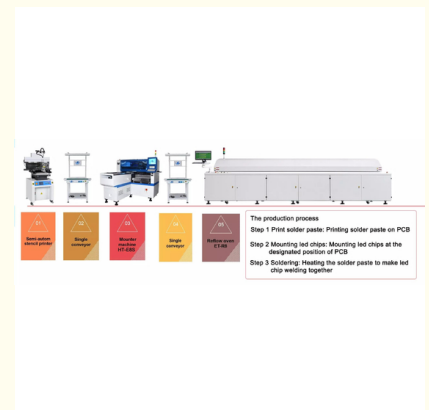 01
Semi-autom
stencil printer
02
Single
conveyor
03
Mounter
machine
04
Single
conveyor
05
Reflow oven
The production process
Step 1 Print solder paste: Printing solder paste on PCB
Step 2 Mounting led chips: Mounting led chips at the
designated position of PCB
Step 3 Soldering: Heating the solder paste to make led
chip welding together